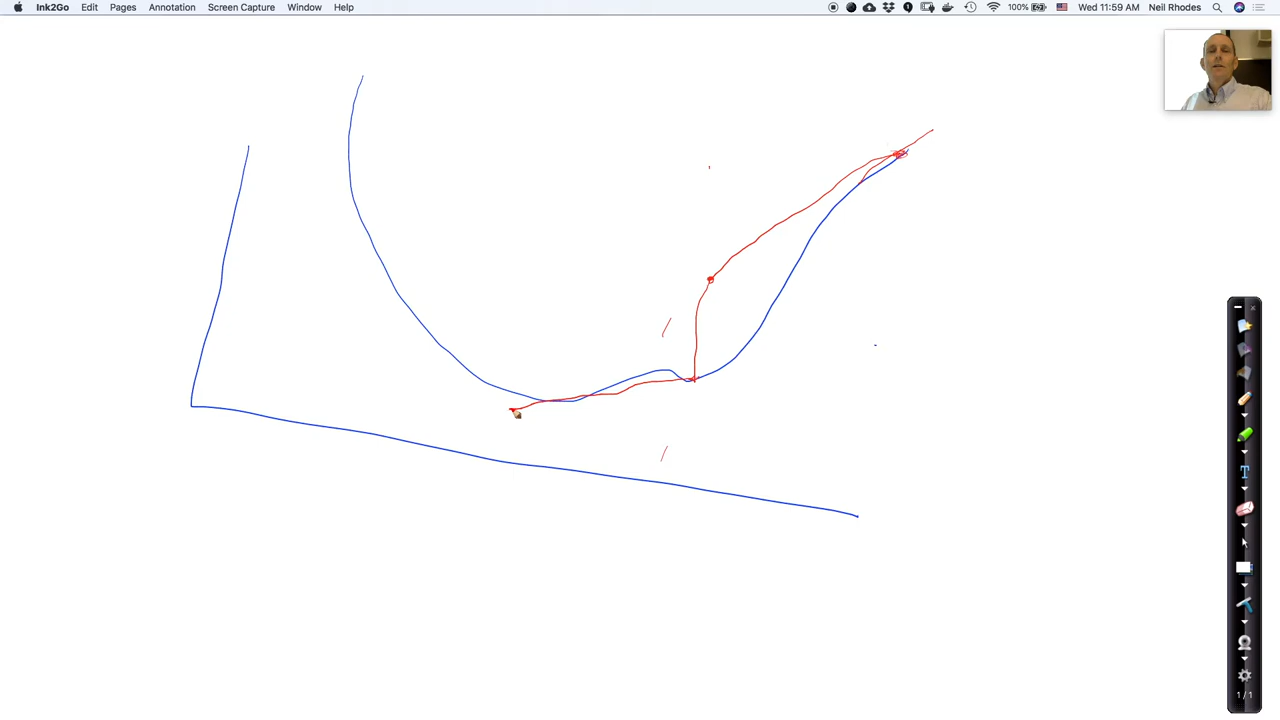 Ink2Go Edit Pages Annotation Screen Capture Window Help 100% Wed 11:59 AM Neil Rhodes
T
1 / 1